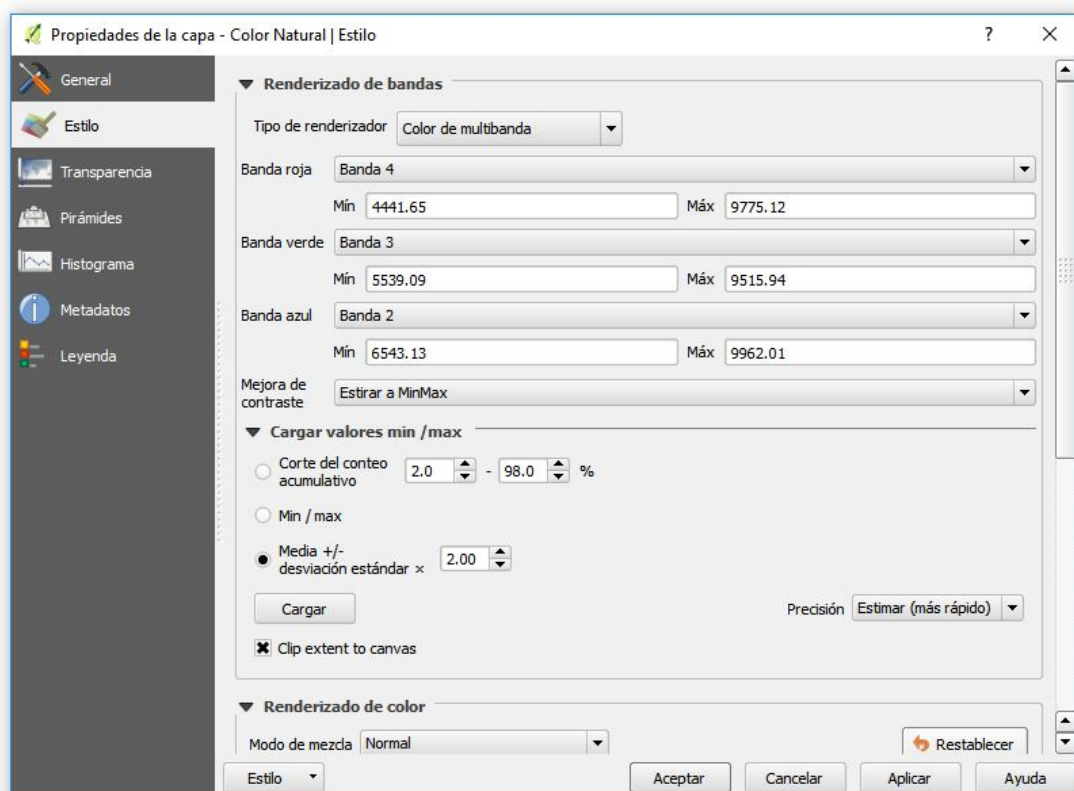 Propiedades de la capa - Color Natural | Estilo ?
General
Estilo
Transparencia
Pirámides
Histograma
Metadatos
Leyenda
Renderizado de bandas
Tipo de renderizador Color de multibanda
Banda roja Banda 4
Mín 4441.65 Máx 9775.12
Banda verde Banda 3
Mín 5539.09 Máx 9515.94
Banda azul Banda 2
Mín 6543.13 Máx 9962.01
Mejora de
contraste Estirar a MinMax
Cargar valores min /max
Corte del conteo
acumulativo 2.0 - 98.0 %
Min / max
Media +/-
desviación estándar × 2.00
Cargar Precisión Estimar (más rápido)
Clip extent to canvas
Renderizado de color
Modo de mezcla Normal Restablecer
Estilo Aceptar Cancelar Aplicar Ayuda